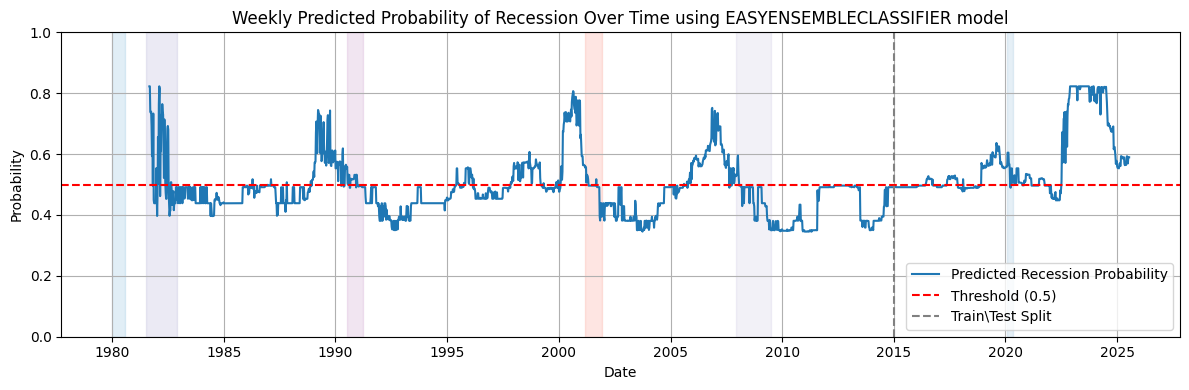 Weekly Predicted Probability of Recession Over Time using EASYENSEMBLECLASSIFIER model
Probability
1.0
0.8
0.6
0.4
0.2
0.0
Predicted Recession Probability
Threshold (0.5)
Train\Test Split
1980 1985 1990 1995 2000 2005 2010 2015 2020 2025
Date